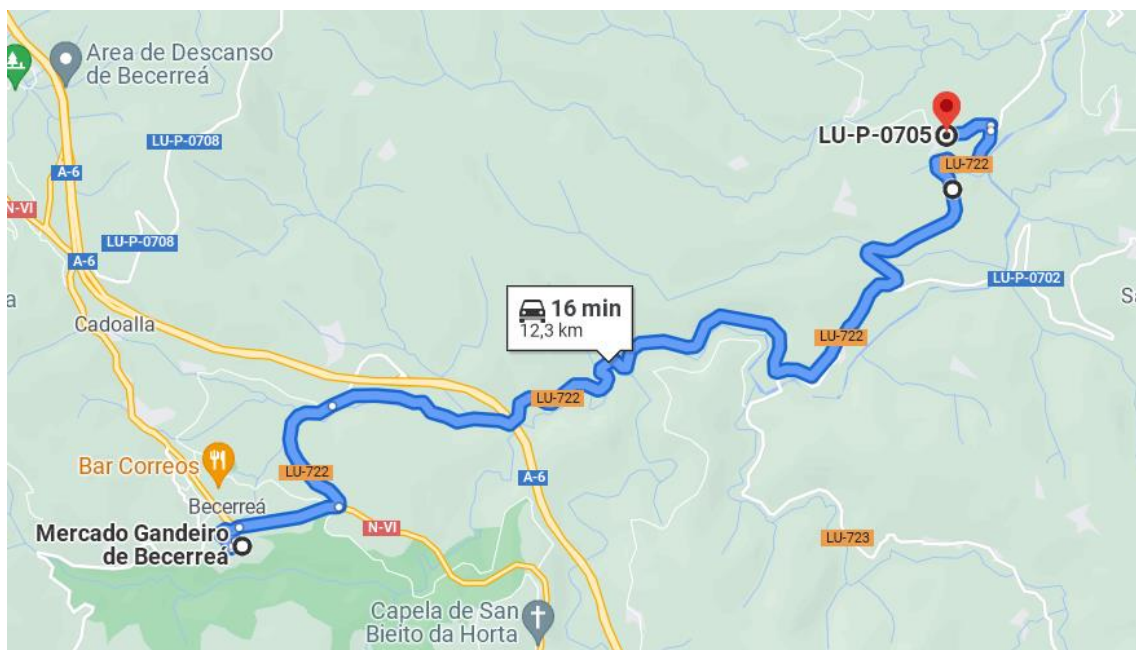 Area de Descanso
de Becerreá
LU-P-0708
A-6
N-VI
LU-P-0708
A-6
a
Cadoalla
LU-P-0705
LU-722
LU-P-0702
Sa
16 min
12,3 km
LU-722
LU-722
Bar Correos
LU-722
A-6
Becerreá
N-VI
Mercado Gandeiro
de Becerreá
LU-723
Capela de San
Bieito da Horta